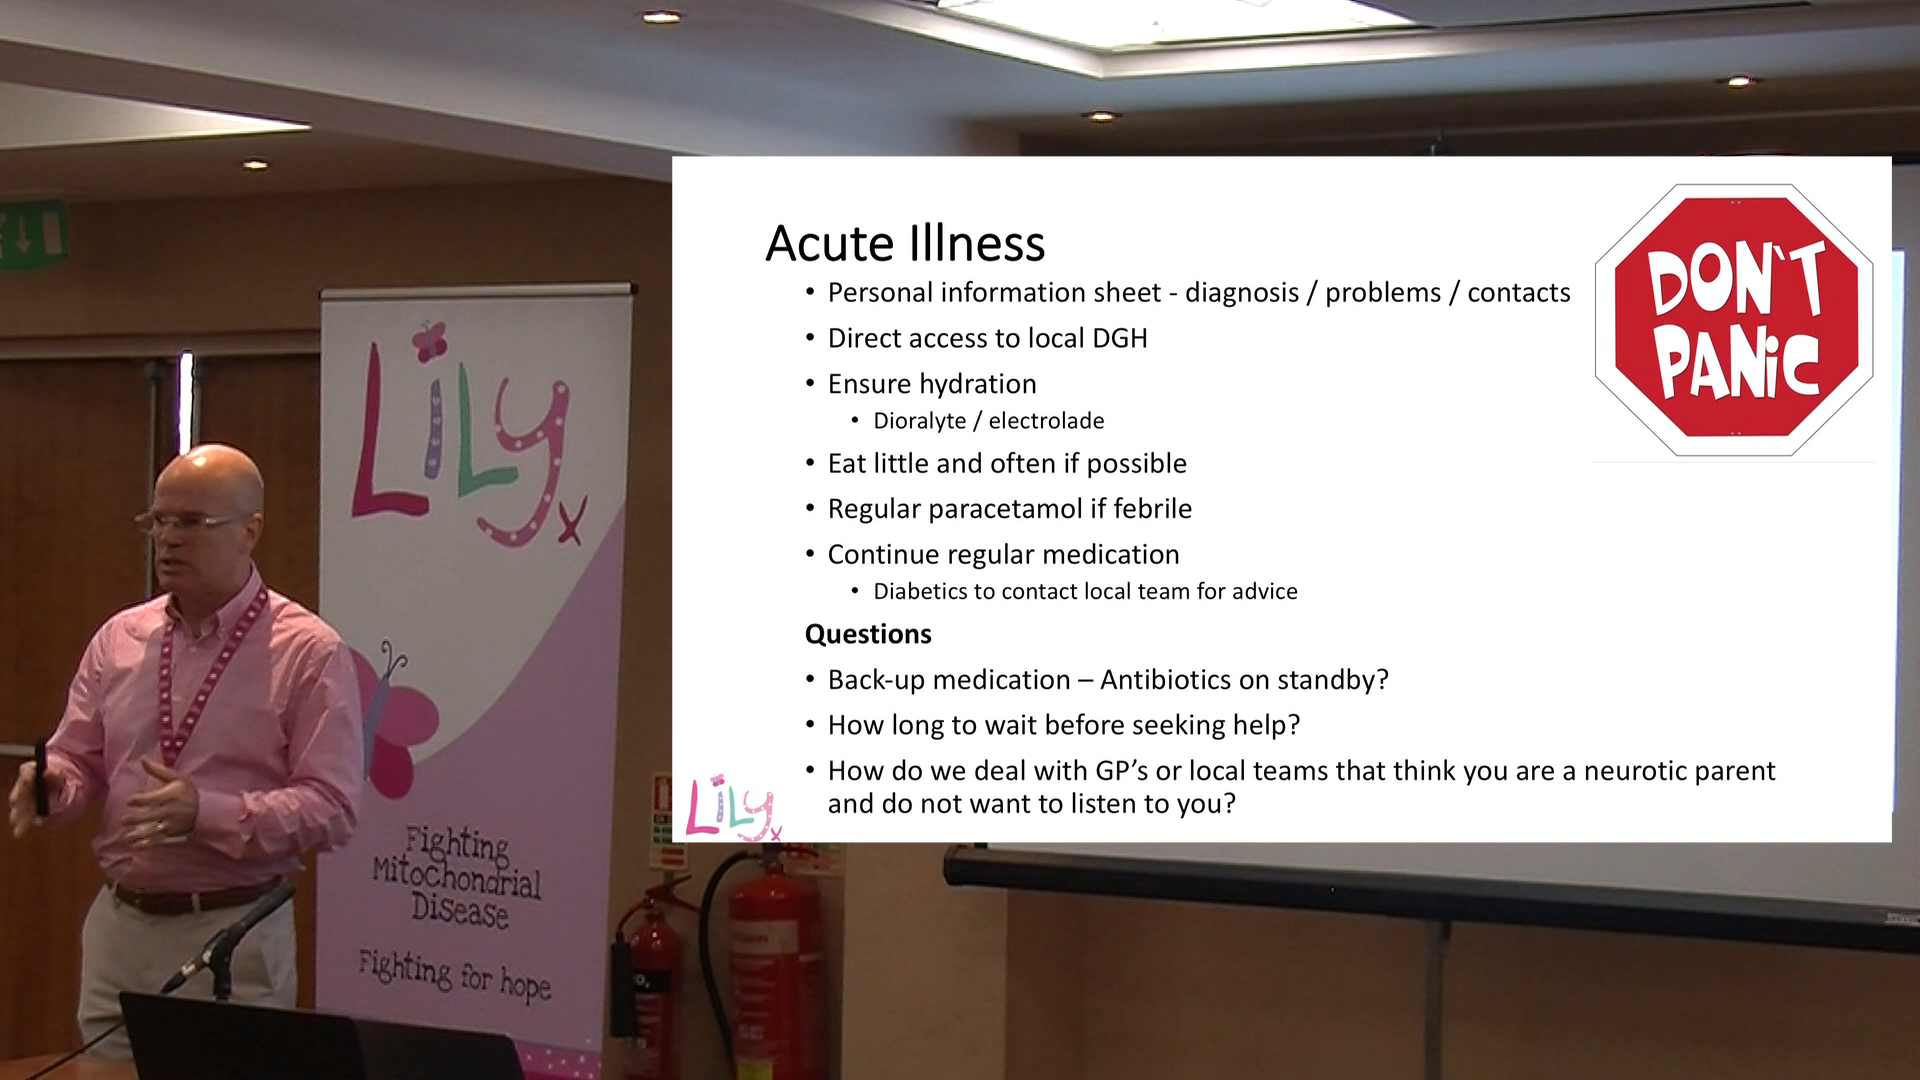 Acute Illness
• Personal information sheet - diagnosis / problems / contacts
• Direct access to local DGH
• Ensure hydration
• Dioralyte / electrolade
• Eat little and often if possible
• Regular paracetamol if febrile
• Continue regular medication
• Diabetics to contact local team for advice
Questions
• Back-up medication – Antibiotics on standby?
• How long to wait before seeking help?
• How do we deal with GP's or local teams that think you are a neurotic parent
and do not want to listen to you?
DON`T
PANiC
LiLy x
LiLy x
Fighting
Mitochondrial
Disease
Fighting for hope